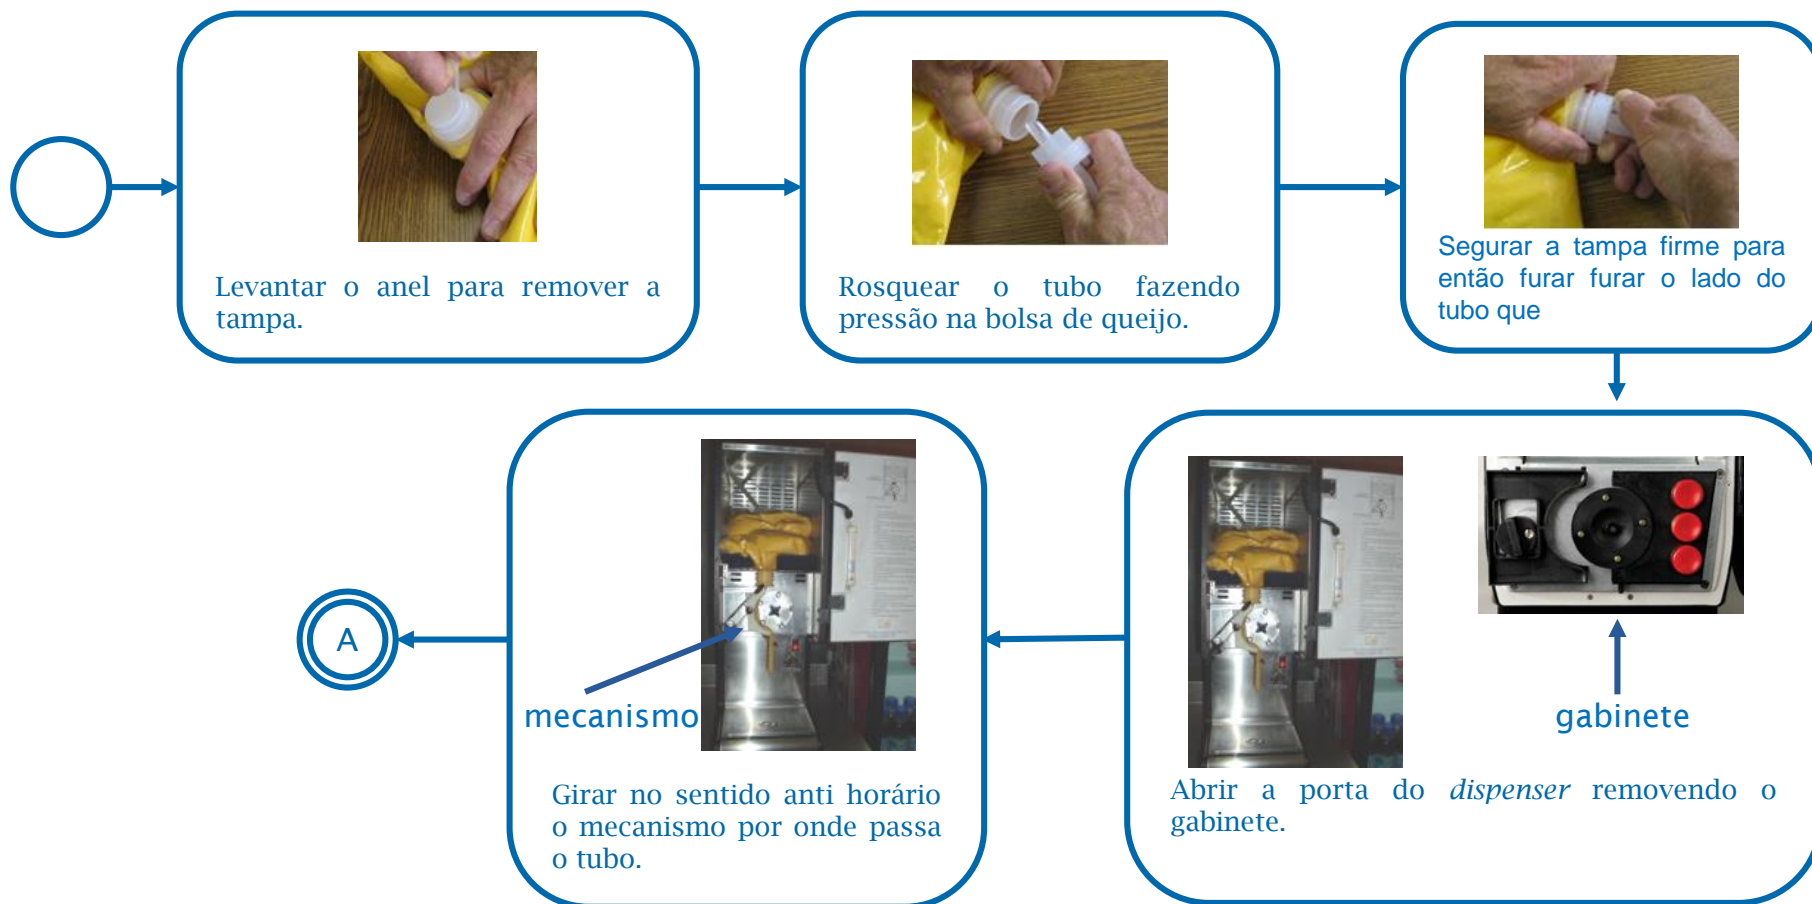 Levantar o anel para remover a
tampa.
Rosquear o tubo fazendo
pressão na bolsa de queijo.
Segurar a tampa firme para
então furar furar o lado do
tubo que
gabinete
Abrir a porta do dispenser removendo o
gabinete.
mecanismo
Girar no sentido anti horário
o mecanismo por onde passa
o tubo.
A